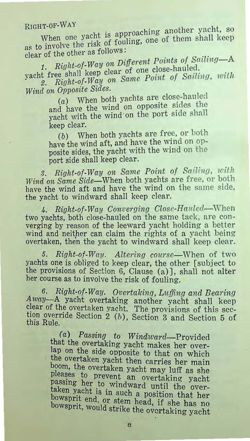 RIGHT-OF-WAY
When one yacht is approaching another yacht, so
as to involve the risk of fouling, one of them shall keep
clear of the other as follows:
1. Right-of-Way on Different Points of Sailing—A
yacht free shall keep clear of one close-hauled.
2. Right-of-Way on Same Point of Sailing, with
Wind on Opposite Sides.
(a) When both yachts are close-hauled
and have the wind on opposite sides the
yacht with the wind on the port side shall
keep clear.
(b) When both yachts are free, or both
have the wind aft, and have the wind on op-
posite sides, the yacht with the wind on the
port side shall keep clear.
3. Right-of-Way on Same Point of Sailing, with
Wind on Same Side—When both yachts are free, or both
have the wind aft and have the wind on the same side,
the yacht to windward shall keep clear.
4. Right-of-Way Converging Close-Hauled—When
two yachts, both close-hauled on the same tack, are con-
verging by reason of the leeward yacht holding a better
wind and neither can claim the rights of a yacht being
overtaken, then the yacht to windward shall keep clear.
5. Right-of-Way. Altering course—When of two
yachts one is obliged to keep clear, the other [subject to
the provisions of Section 6, Clause (a)], shall not alter
her course as to involve the risk of fouling.
6. Right-of-Way. Overtaking, Luffing and Bearing
Away—A yacht overtaking another yacht shall keep
clear of the overtaken yacht. The provisions of this sec-
tion override Section 2 (b), Section 3 and Section 5 of
this Rule.
(a) Passing to Windward—Provided
that the overtaking yacht makes her over-
lap on the side opposite to that on which
the overtaken yacht then carries her main
boom, the overtaken yacht may luff as she
pleases to prevent an overtaking yacht
passing her to windward until the over-
taken yacht is in such a position that her
bowsprit end, or stem head, if she has no
bowsprit, would strike the overtaking yacht
8